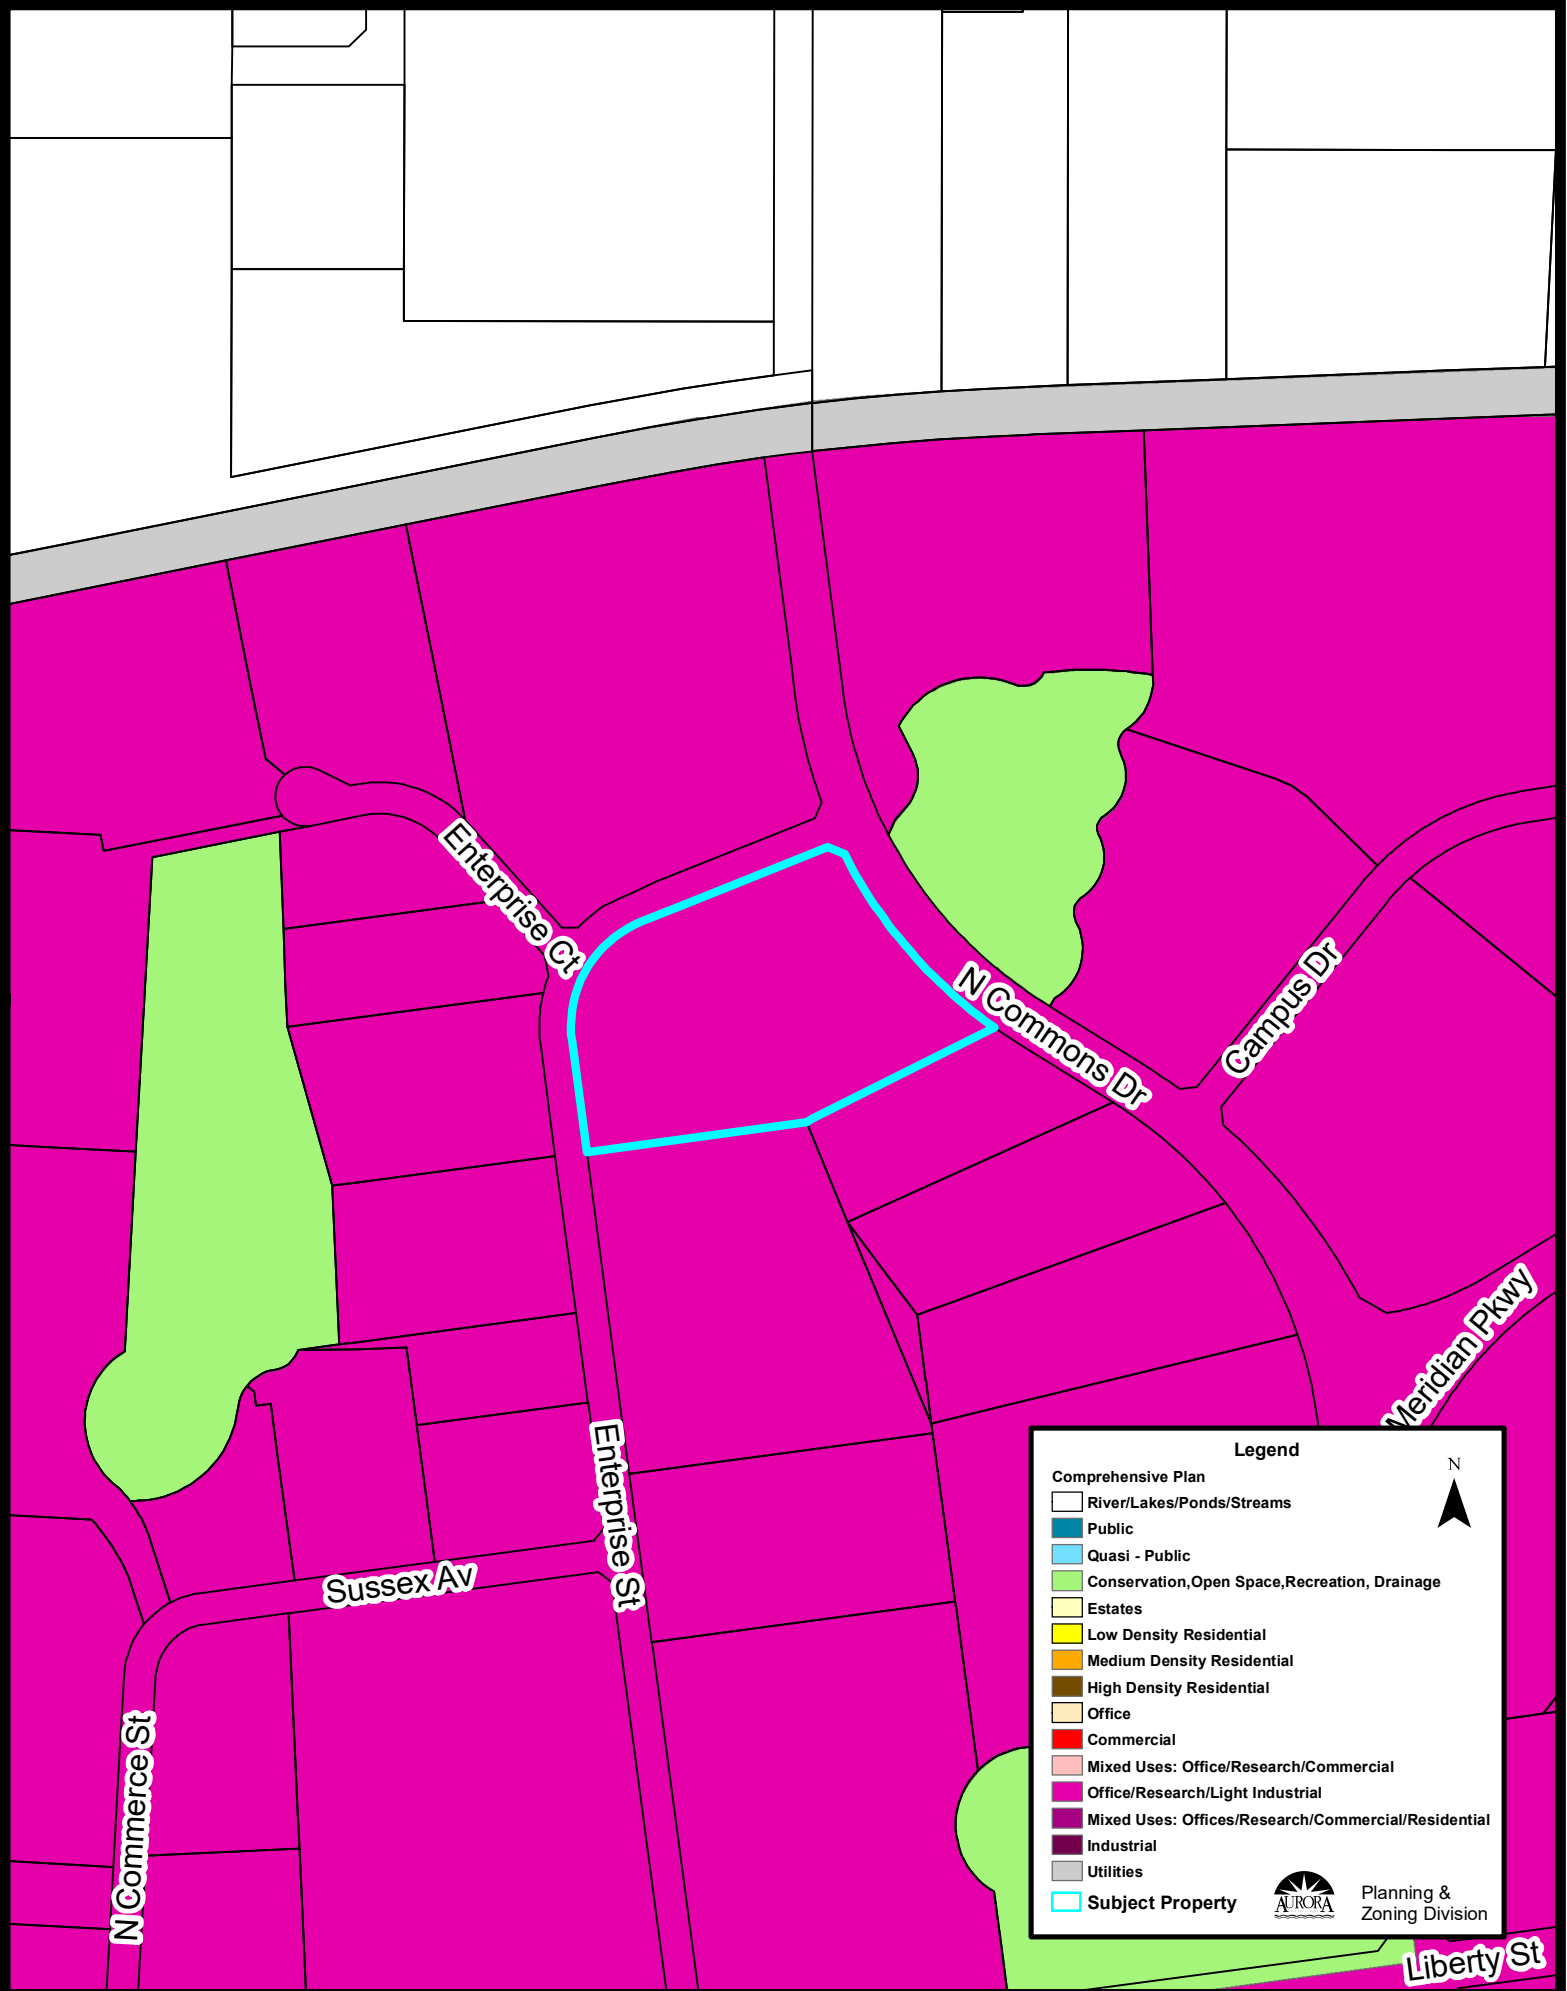 Enterprise Ct
N Commons Dr
Campus Dr
Meridian Pkwy
Enterprise St
Sussex Av
N Commerce St
Legend
N
Comprehensive Plan
River/Lakes/Ponds/Streams
Public
Quasi - Public
Conservation,Open Space,Recreation, Drainage
Estates
Low Density Residential
Medium Density Residential
High Density Residential
Office
Commercial
Mixed Uses: Office/Research/Commercial
Office/Research/Light Industrial
Mixed Uses: Offices/Research/Commercial/Residential
Industrial
Utilities
Subject Property
AURORA
Planning &
Zoning Division
Liberty St